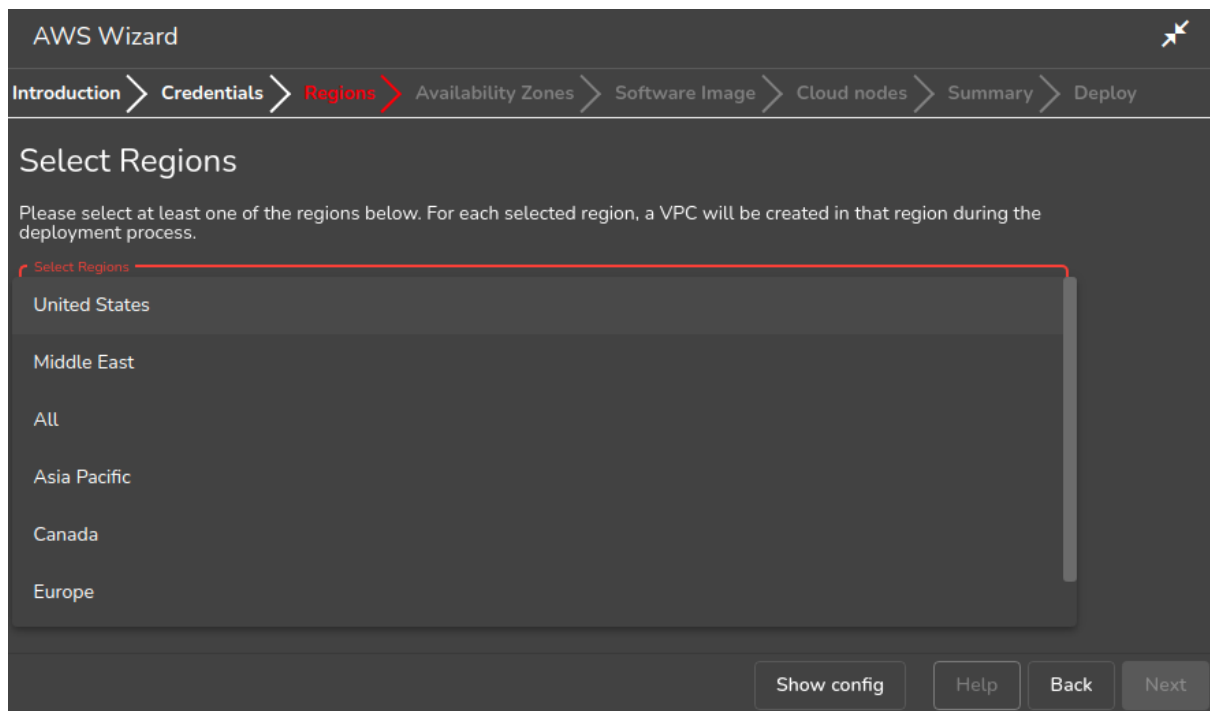 AWS Wizard
Introduction Credentials Regions Availability Zones Software Image Cloud nodes Summary Deploy
Select Regions
Please select at least one of the regions below. For each selected region, a VPC will be created in that region during the
deployment process.
Select Regions
United States
Middle East
All
Asia Pacific
Canada
Europe
Show config Help Back Next